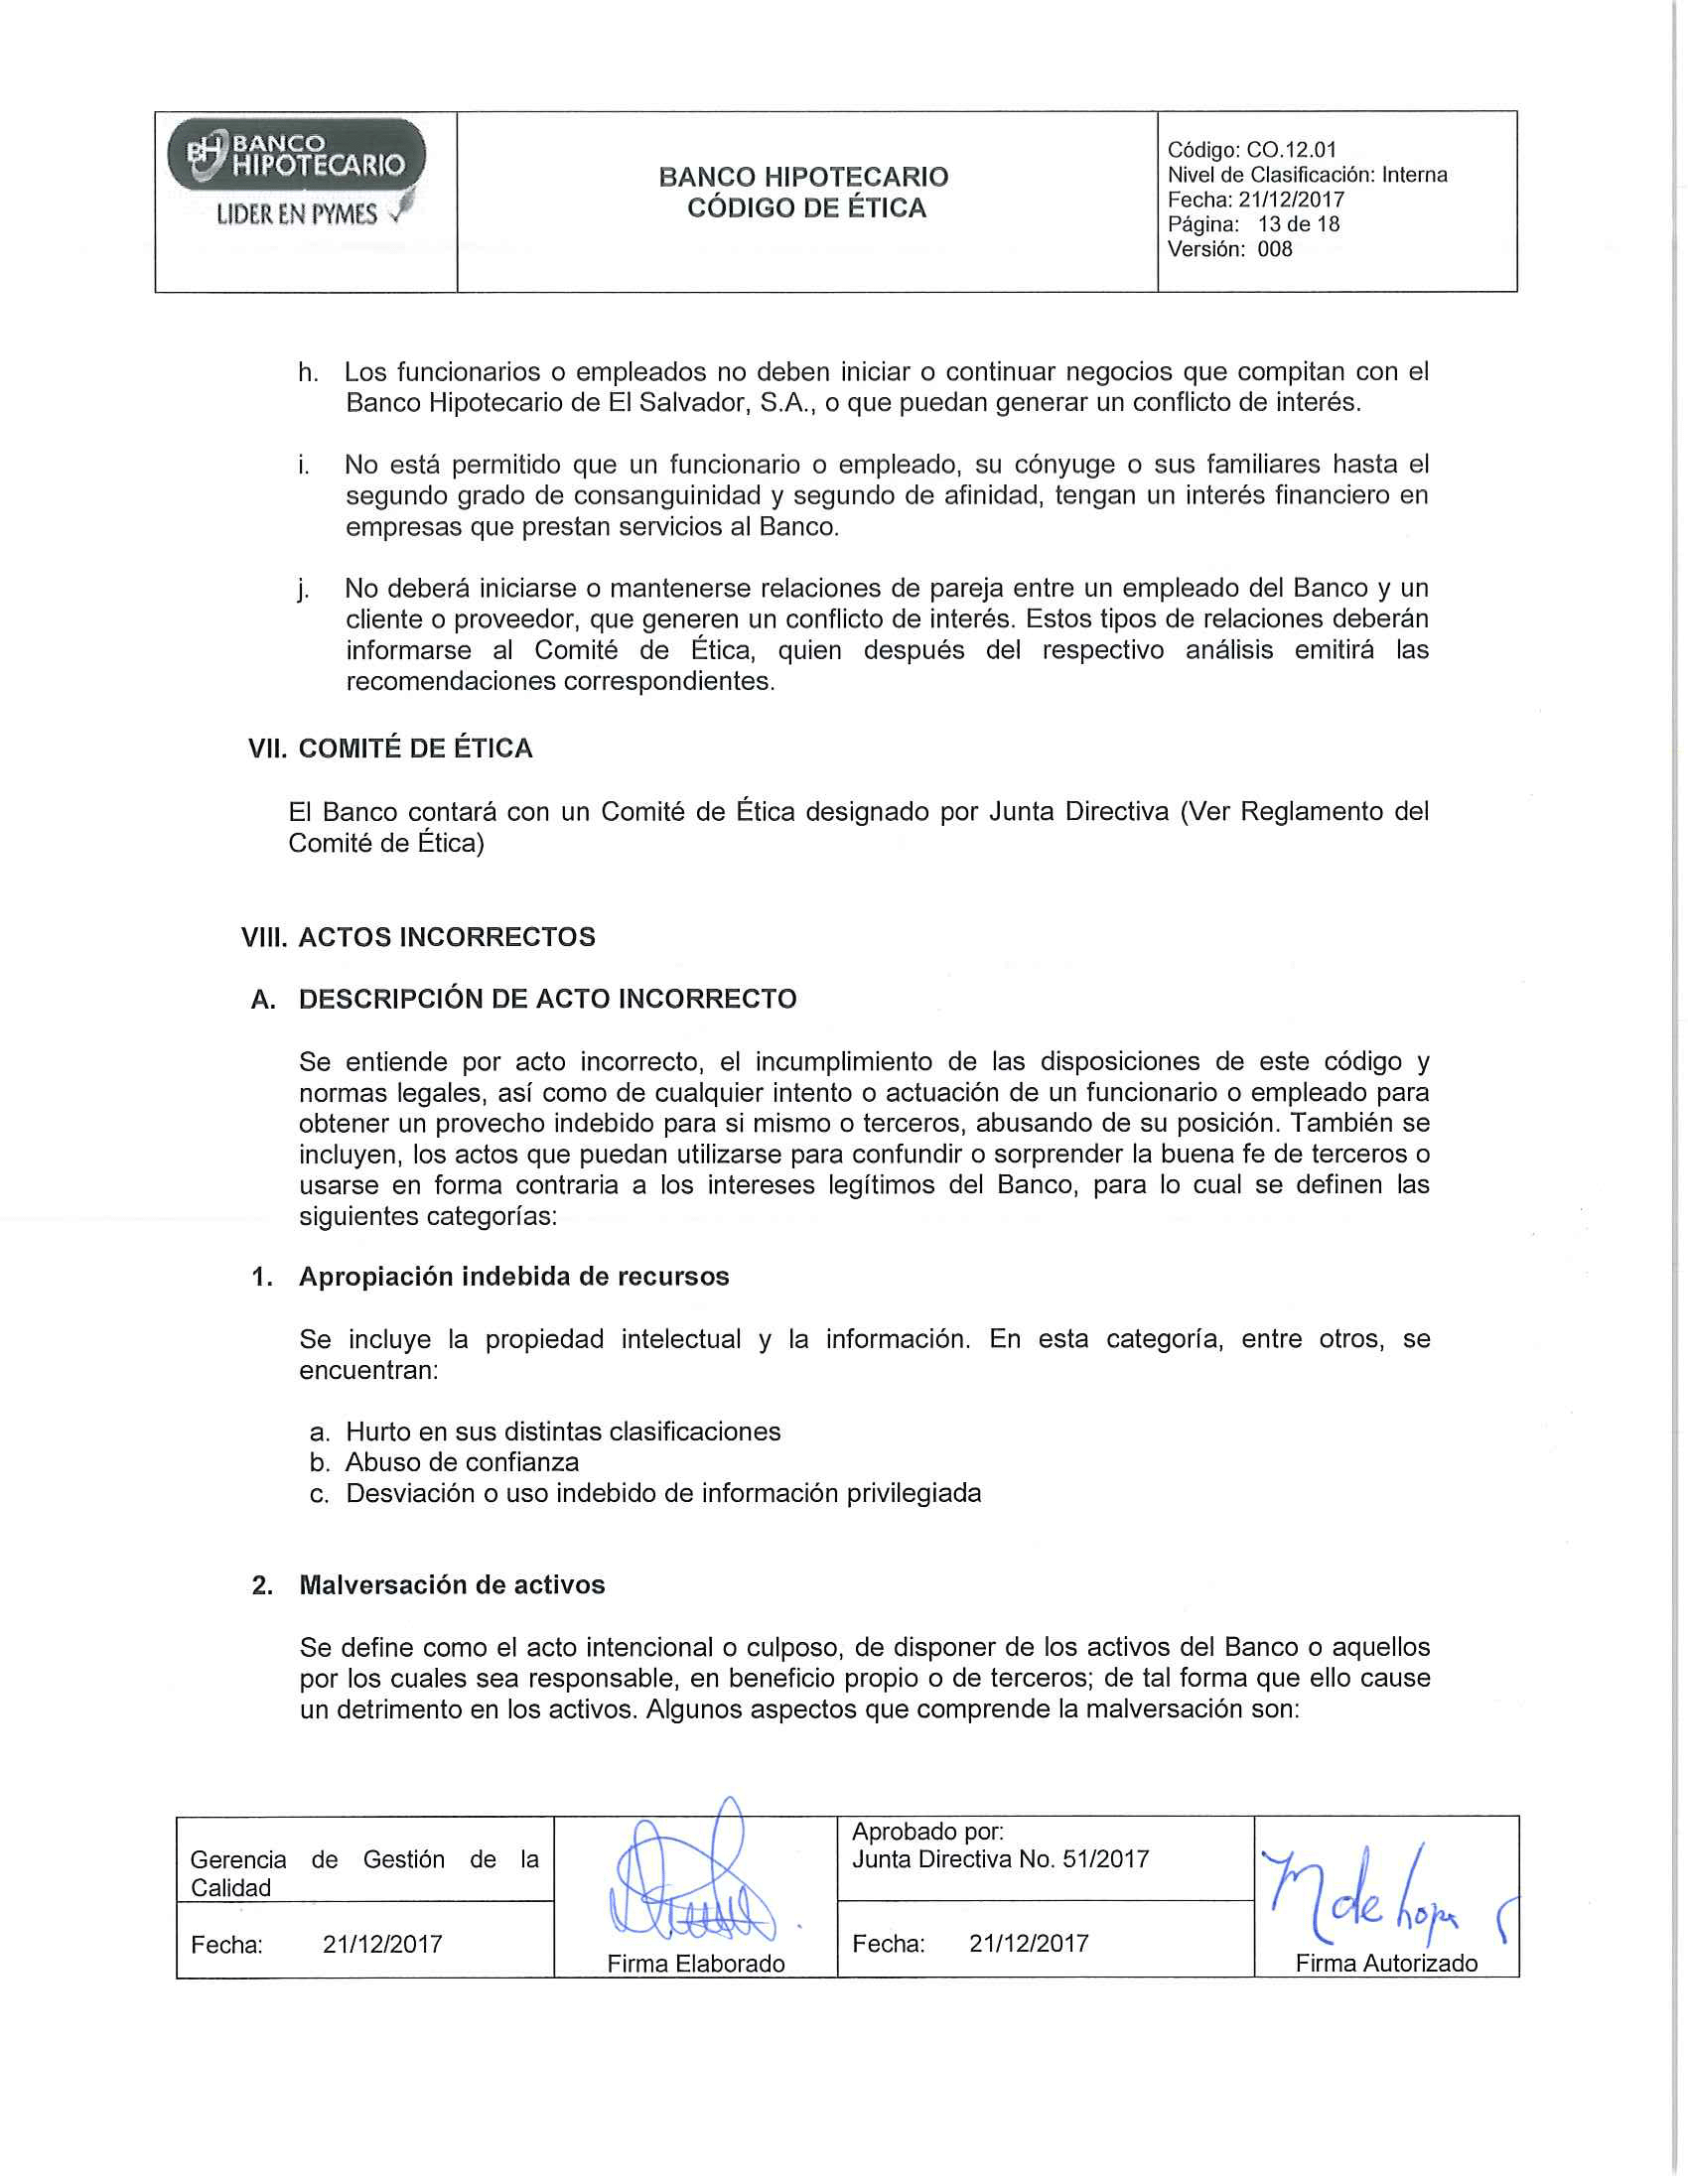 BH BANCO
HIPOTECARIO
LIDER EN PYMES
BANCO HIPOTECARIO
CÓDIGO DE ÉTICA
Código: CO.12.01
Nivel de Clasificación: Interna
Fecha: 21/12/2017
Página: 13 de 18
Versión: 008
h. Los funcionarios o empleados no deben iniciar o continuar negocios que compitan con el
Banco Hipotecario de El Salvador, S.A., o que puedan generar un conflicto de interés.
i. No está permitido que un funcionario o empleado, su cónyuge o sus familiares hasta el
segundo grado de consanguinidad y segundo de afinidad, tengan un interés financiero en
empresas que prestan servicios al Banco.
j. No deberá iniciarse o mantenerse relaciones de pareja entre un empleado del Banco y un
cliente o proveedor, que generen un conflicto de interés. Estos tipos de relaciones deberán
informarse al Comité de Ética, quien después del respectivo análisis emitirá las
recomendaciones correspondientes.
VII. COMITÉ DE ÉTICA
El Banco contará con un Comité de Ética designado por Junta Directiva (Ver Reglamento del
Comité de Ética)
VIII. ACTOS INCORRECTOS
A. DESCRIPCIÓN DE ACTO INCORRECTO
Se entiende por acto incorrecto, el incumplimiento de las disposiciones de este código y
normas legales, así como de cualquier intento o actuación de un funcionario o empleado para
obtener un provecho indebido para si mismo o terceros, abusando de su posición. También se
incluyen, los actos que puedan utilizarse para confundir o sorprender la buena fe de terceros o
usarse en forma contraria a los intereses legítimos del Banco, para lo cual se definen las
siguientes categorías:
1. Apropiación indebida de recursos
Se incluye la propiedad intelectual y la información. En esta categoría, entre otros, se
encuentran:
a. Hurto en sus distintas clasificaciones
b. Abuso de confianza
c. Desviación o uso indebido de información privilegiada
2. Malversación de activos
Se define como el acto intencional o culposo, de disponer de los activos del Banco o aquellos
por los cuales sea responsable, en beneficio propio o de terceros; de tal forma que ello cause
un detrimento en los activos. Algunos aspectos que comprende la malversación son:
Gerencia de Gestión de la
Calidad
Fecha: 21/12/2017
Firma Elaborado
Aprobado por:
Junta Directiva No. 51/2017
Fecha: 21/12/2017
Firma Autorizado